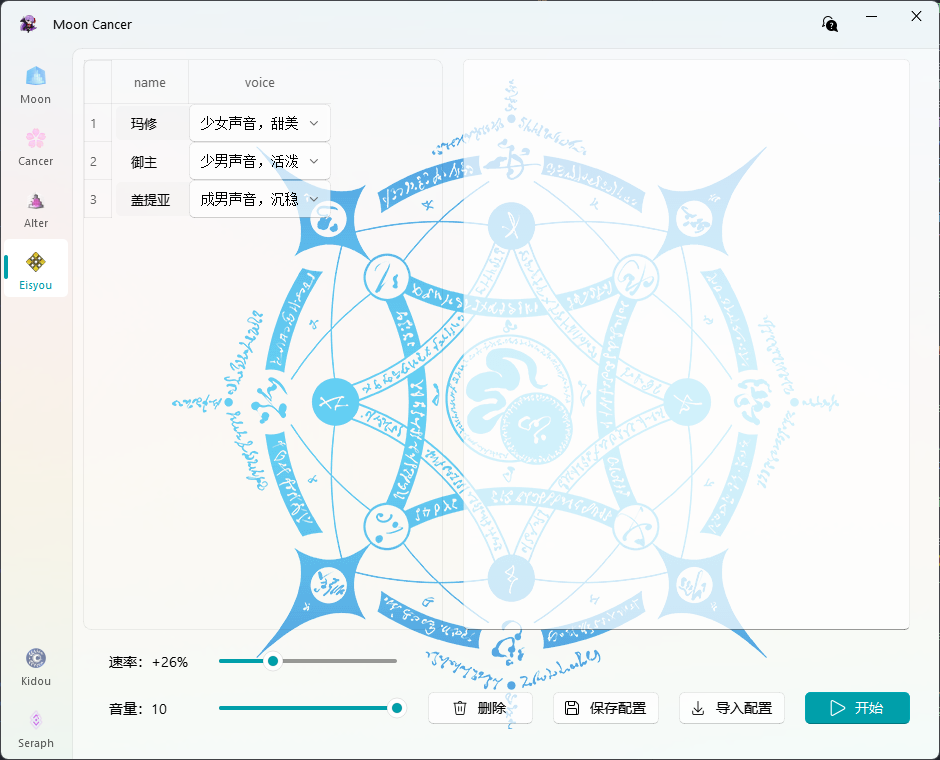 Moon Cancer
Moon
Cancer
Alter
Eisyou
Kidou
Seraph
name voice
1 玛修 少女声音，甜美
2 御主 少男声音，活泼
3 盖提亚 成男声音，沉稳
速率：+26%
音量：10
删除 保存配置 导入配置 开始